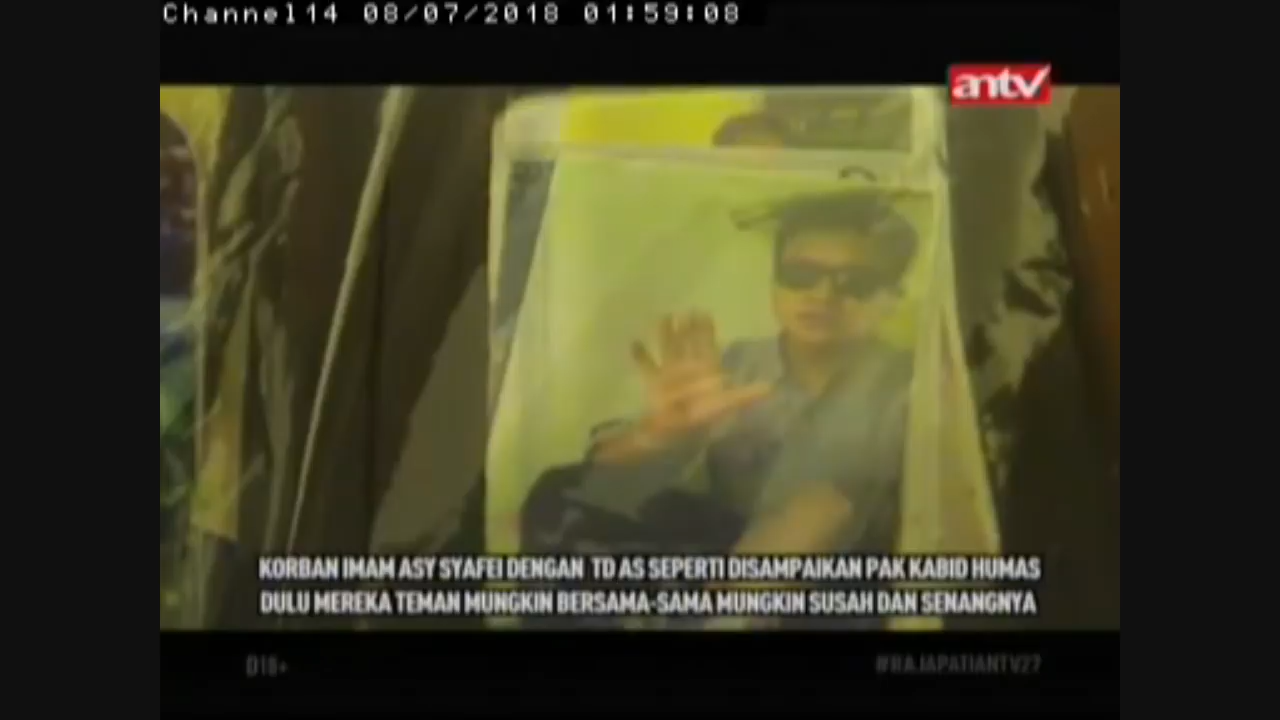 Channel14 08/07/2018 01:59:08
antv
KORBAN IMAM ASY SYAFEI DENGAN TD AS SEPERTI DISAMPAIKAN PAK KABID HUMAS
DULU MEREKA TEMAN MUNGKIN BERSAMA-SAMA MUNGKIN SUSAH DAN SENANGNYA
D18+ #RAJAPATIANTV27